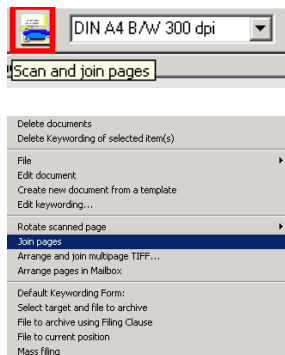 DIN A4 B/W 300 dpi
Scan and join pages
Delete documents
Delete Keywording of selected item(s)
File
Edit document
Create new document from a template
Edit keywording...
Rotate scanned page
Join pages
Arrange and join multipage TIFF...
Arrange pages in Mailbox
Default Keywording Form:
Select target and file to archive
File to archive using Filing Clause
File to current position
Mass filing